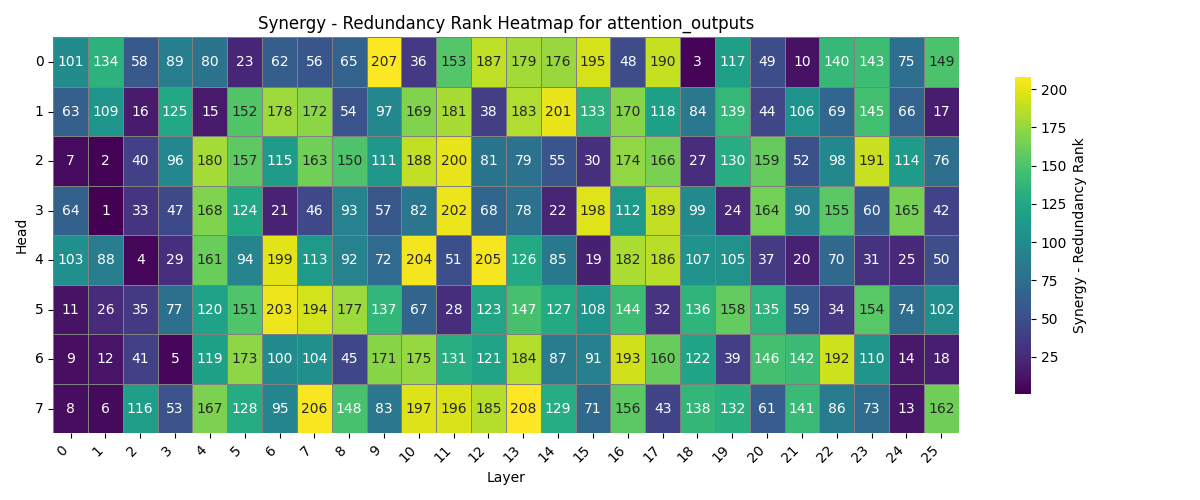 Synergy - Redundancy Rank Heatmap for attention_outputs
0 101 134 58 89 80 23 62 56 65 207 36 153 187 179 176 195 48 190 3 117 49 10 140 143 75 149
1 63 109 16 125 15 152 178 172 54 97 169 181 38 183 201 133 170 118 84 139 44 106 69 145 66 17
2 7 2 40 96 180 157 115 163 150 111 188 200 81 79 55 30 174 166 27 130 159 52 98 191 114 76
3 64 1 33 47 168 124 21 46 93 57 82 202 68 78 22 198 112 189 99 24 164 90 155 60 165 42
4 103 88 4 29 161 94 199 113 92 72 204 51 205 126 85 19 182 186 107 105 37 20 70 31 25 50
5 11 26 35 77 120 151 203 194 177 137 67 28 123 147 127 108 144 32 136 158 135 59 34 154 74 102
6 9 12 41 5 119 173 100 104 45 171 175 131 121 184 87 91 193 160 122 39 146 142 192 110 14 18
7 8 6 116 53 167 128 95 206 148 83 197 196 185 208 129 71 156 43 138 132 61 141 86 73 13 162
0 1 2 3 4 5 6 7 8 9 10 11 12 13 14 15 16 17 18 19 20 21 22 23 24 25
Layer
Head
200
175
150
125
100
75
50
25
Synergy - Redundancy Rank